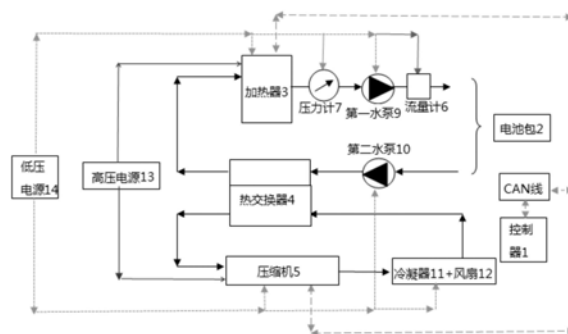 加热器3
压力计7
第一水泵9
流量计6
电池包2
第二水泵10
低压
电源14
高压电源13
热交换器4
CAN线
控制
器1
压缩机5
冷凝器11+风扇12